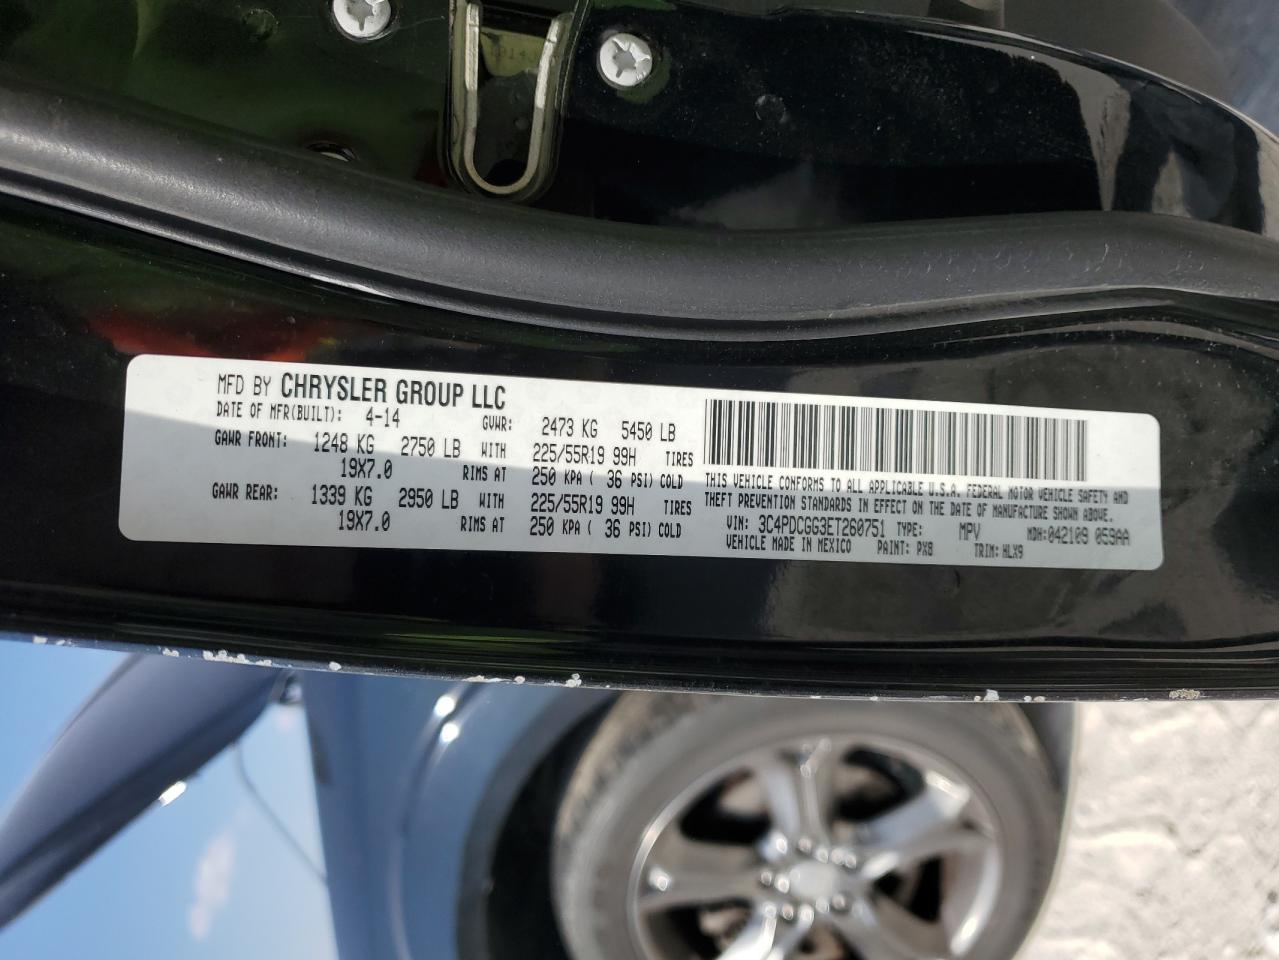 MFD BY CHRYSLER GROUP LLC
DATE OF MFR(BUILT): 4-14 GVWR: 2473 KG 5450 LB
GAWR FRONT: 1248 KG 2750 LB WITH 225/55R19 99H TIRES
19X7.0 RIMS AT 250 KPA ( 36 PSI) COLD
GAWR REAR: 1339 KG 2950 LB WITH 225/55R19 99H TIRES
19X7.0 RIMS AT 250 KPA ( 36 PSI) COLD
THIS VEHICLE CONFORMS TO ALL APPLICABLE U.S.A. FEDERAL MOTOR VEHICLE SAFETY AND
THEFT PREVENTION STANDARDS IN EFFECT ON THE DATE OF MANUFACTURE SHOWN ABOVE.
VIN: 3C4PDCGG3ET260751 TYPE: MPV MDH:042109 059AA
VEHICLE MADE IN MEXICO PAINT: PX8 TRIM: HLX9